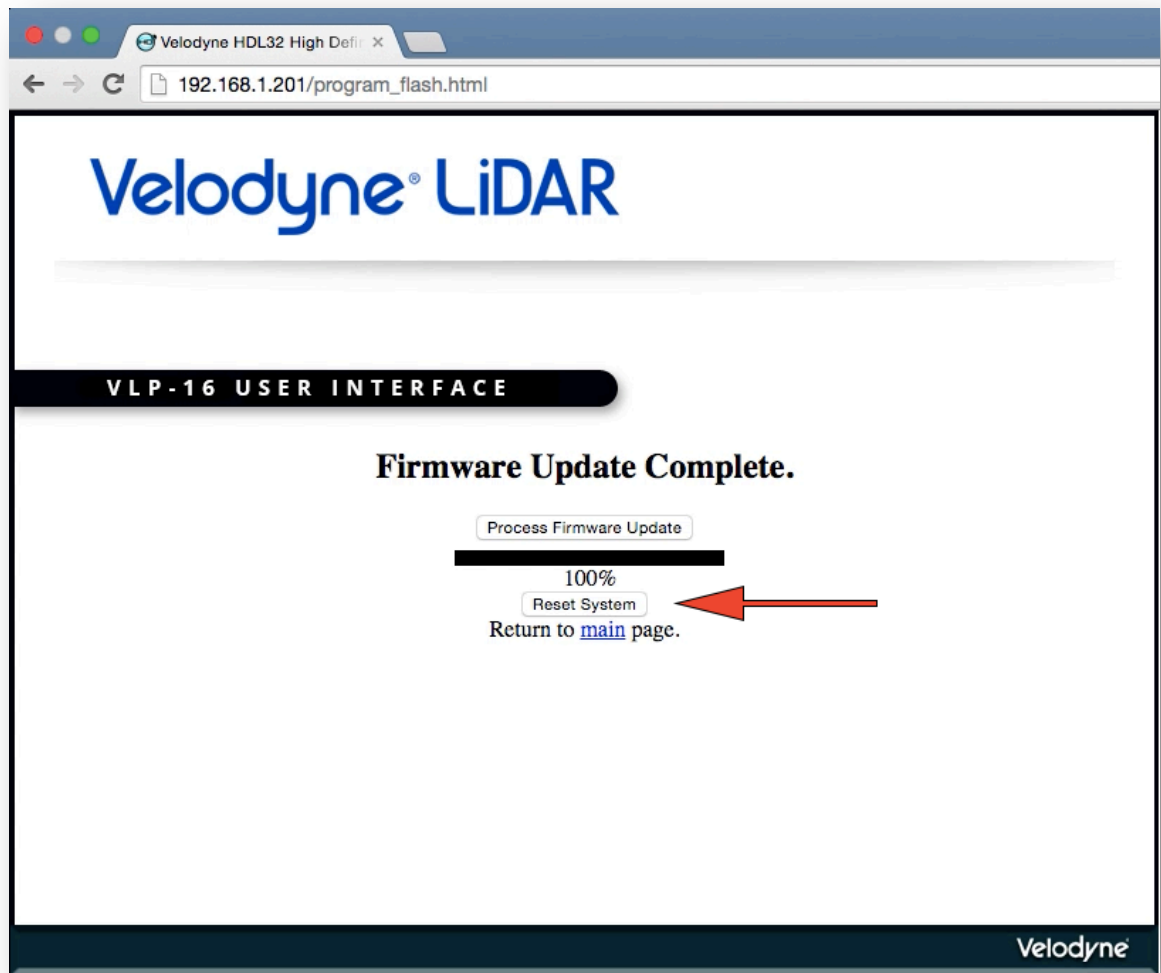 Velodyne HDL32 High Defin
192.168.1.201/program_flash.html
Velodyne® LiDAR
VLP-16 USER INTERFACE
Firmware Update Complete.
Process Firmware Update
100%
Reset System
Return to main page.
Velodyne